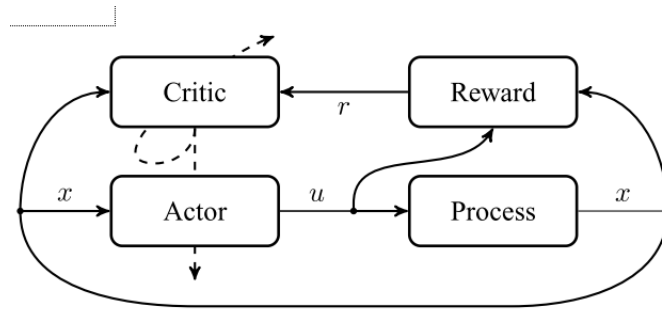 Critic
Reward
r
x
Actor
u
Process
x